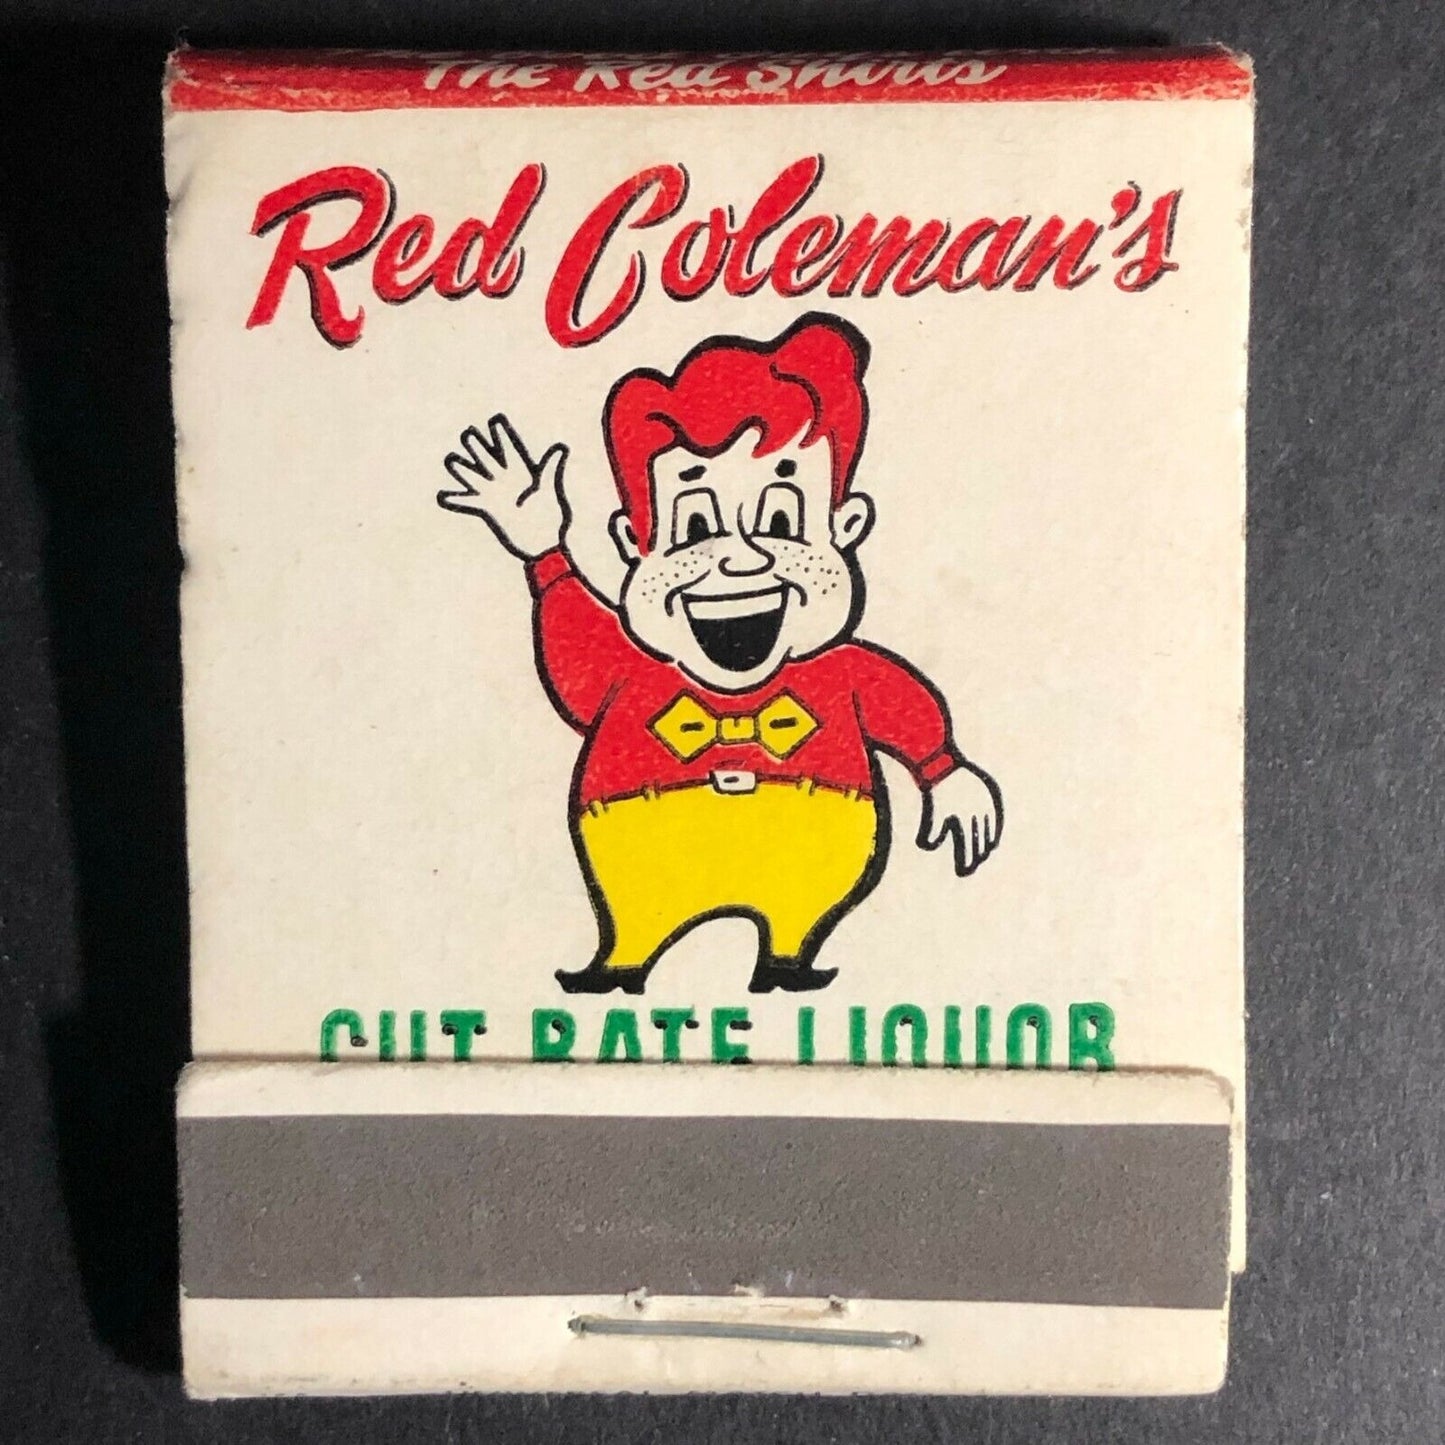 The Red Shirts
Red Coleman's
CUT RATE LIQUOR